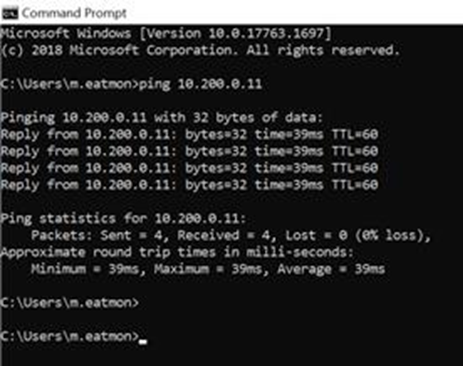 Command Prompt
Microsoft Windows [Version 10.0.17763.1697]
(c) 2018 Microsoft Corporation. All rights reserved.
C:\Users\m.eatmon>ping 10.200.0.11
Pinging 10.200.0.11 with 32 bytes of data:
Reply from 10.200.0.11: bytes=32 time=39ms TTL=60
Reply from 10.200.0.11: bytes=32 time=39ms TTL=60
Reply from 10.200.0.11: bytes=32 time=39ms TTL=60
Reply from 10.200.0.11: bytes=32 time=39ms TTL=60
Ping statistics for 10.200.0.11:
Packets: Sent = 4, Received = 4, Lost = 0 (0% loss),
Approximate round trip times in milli-seconds:
Minimum = 39ms, Maximum = 39ms, Average = 39ms
C:\Users\m.eatmon>
C:\Users\m.eatmon>